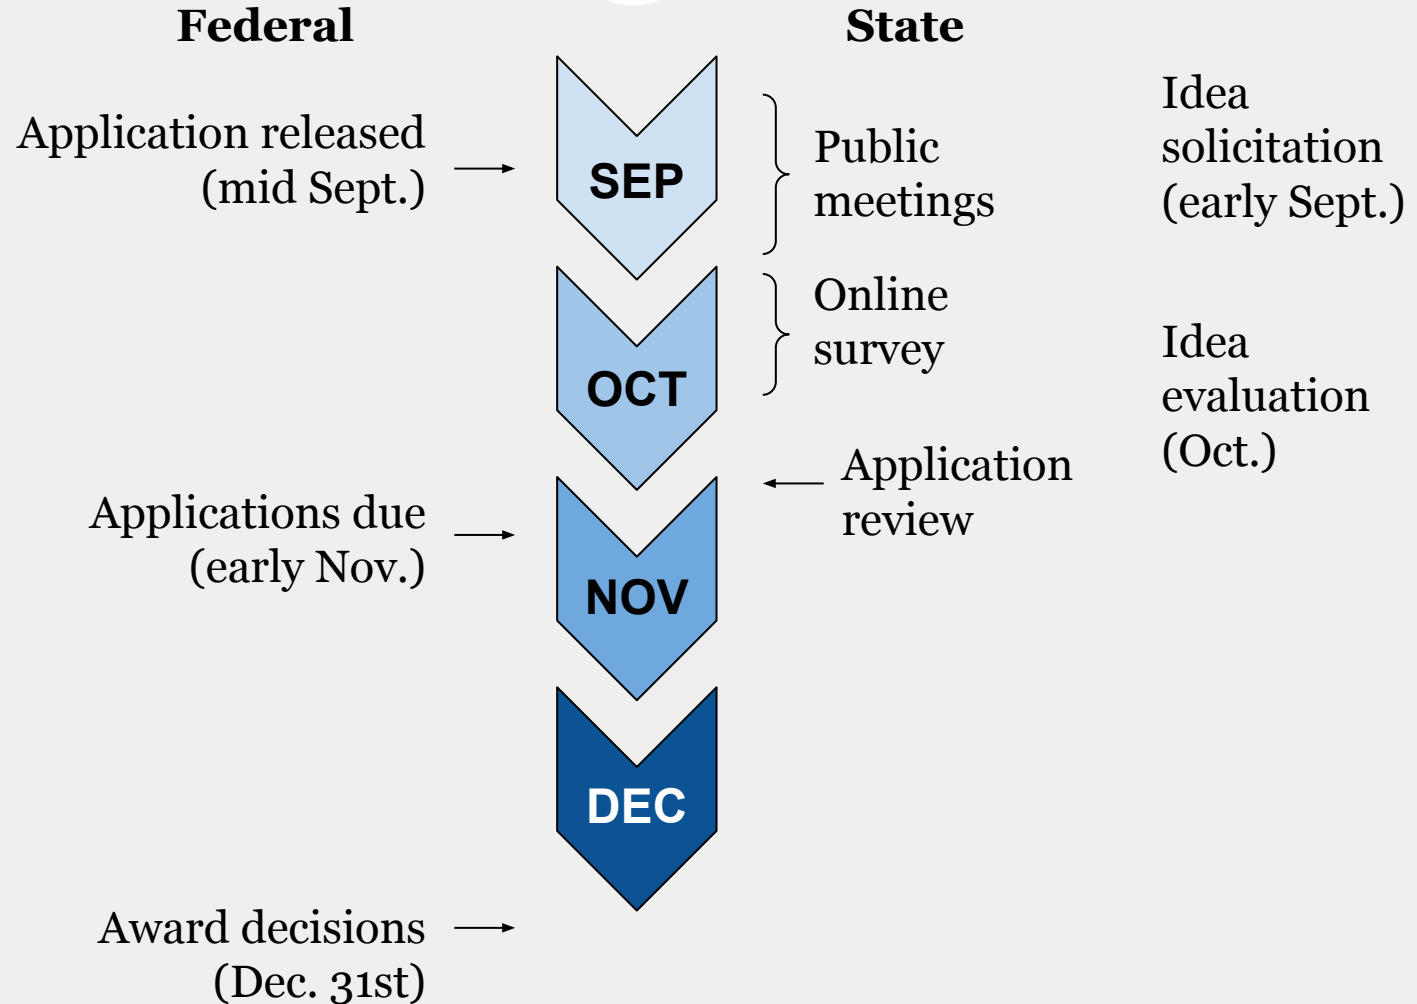 Federal
State
Application released
(mid Sept.)
SEP
Public
meetings
Idea
solicitation
(early Sept.)
OCT
Online
survey
Idea
evaluation
(Oct.)
Application
review
Applications due
(early Nov.)
NOV
DEC
Award decisions
(Dec. 31st)